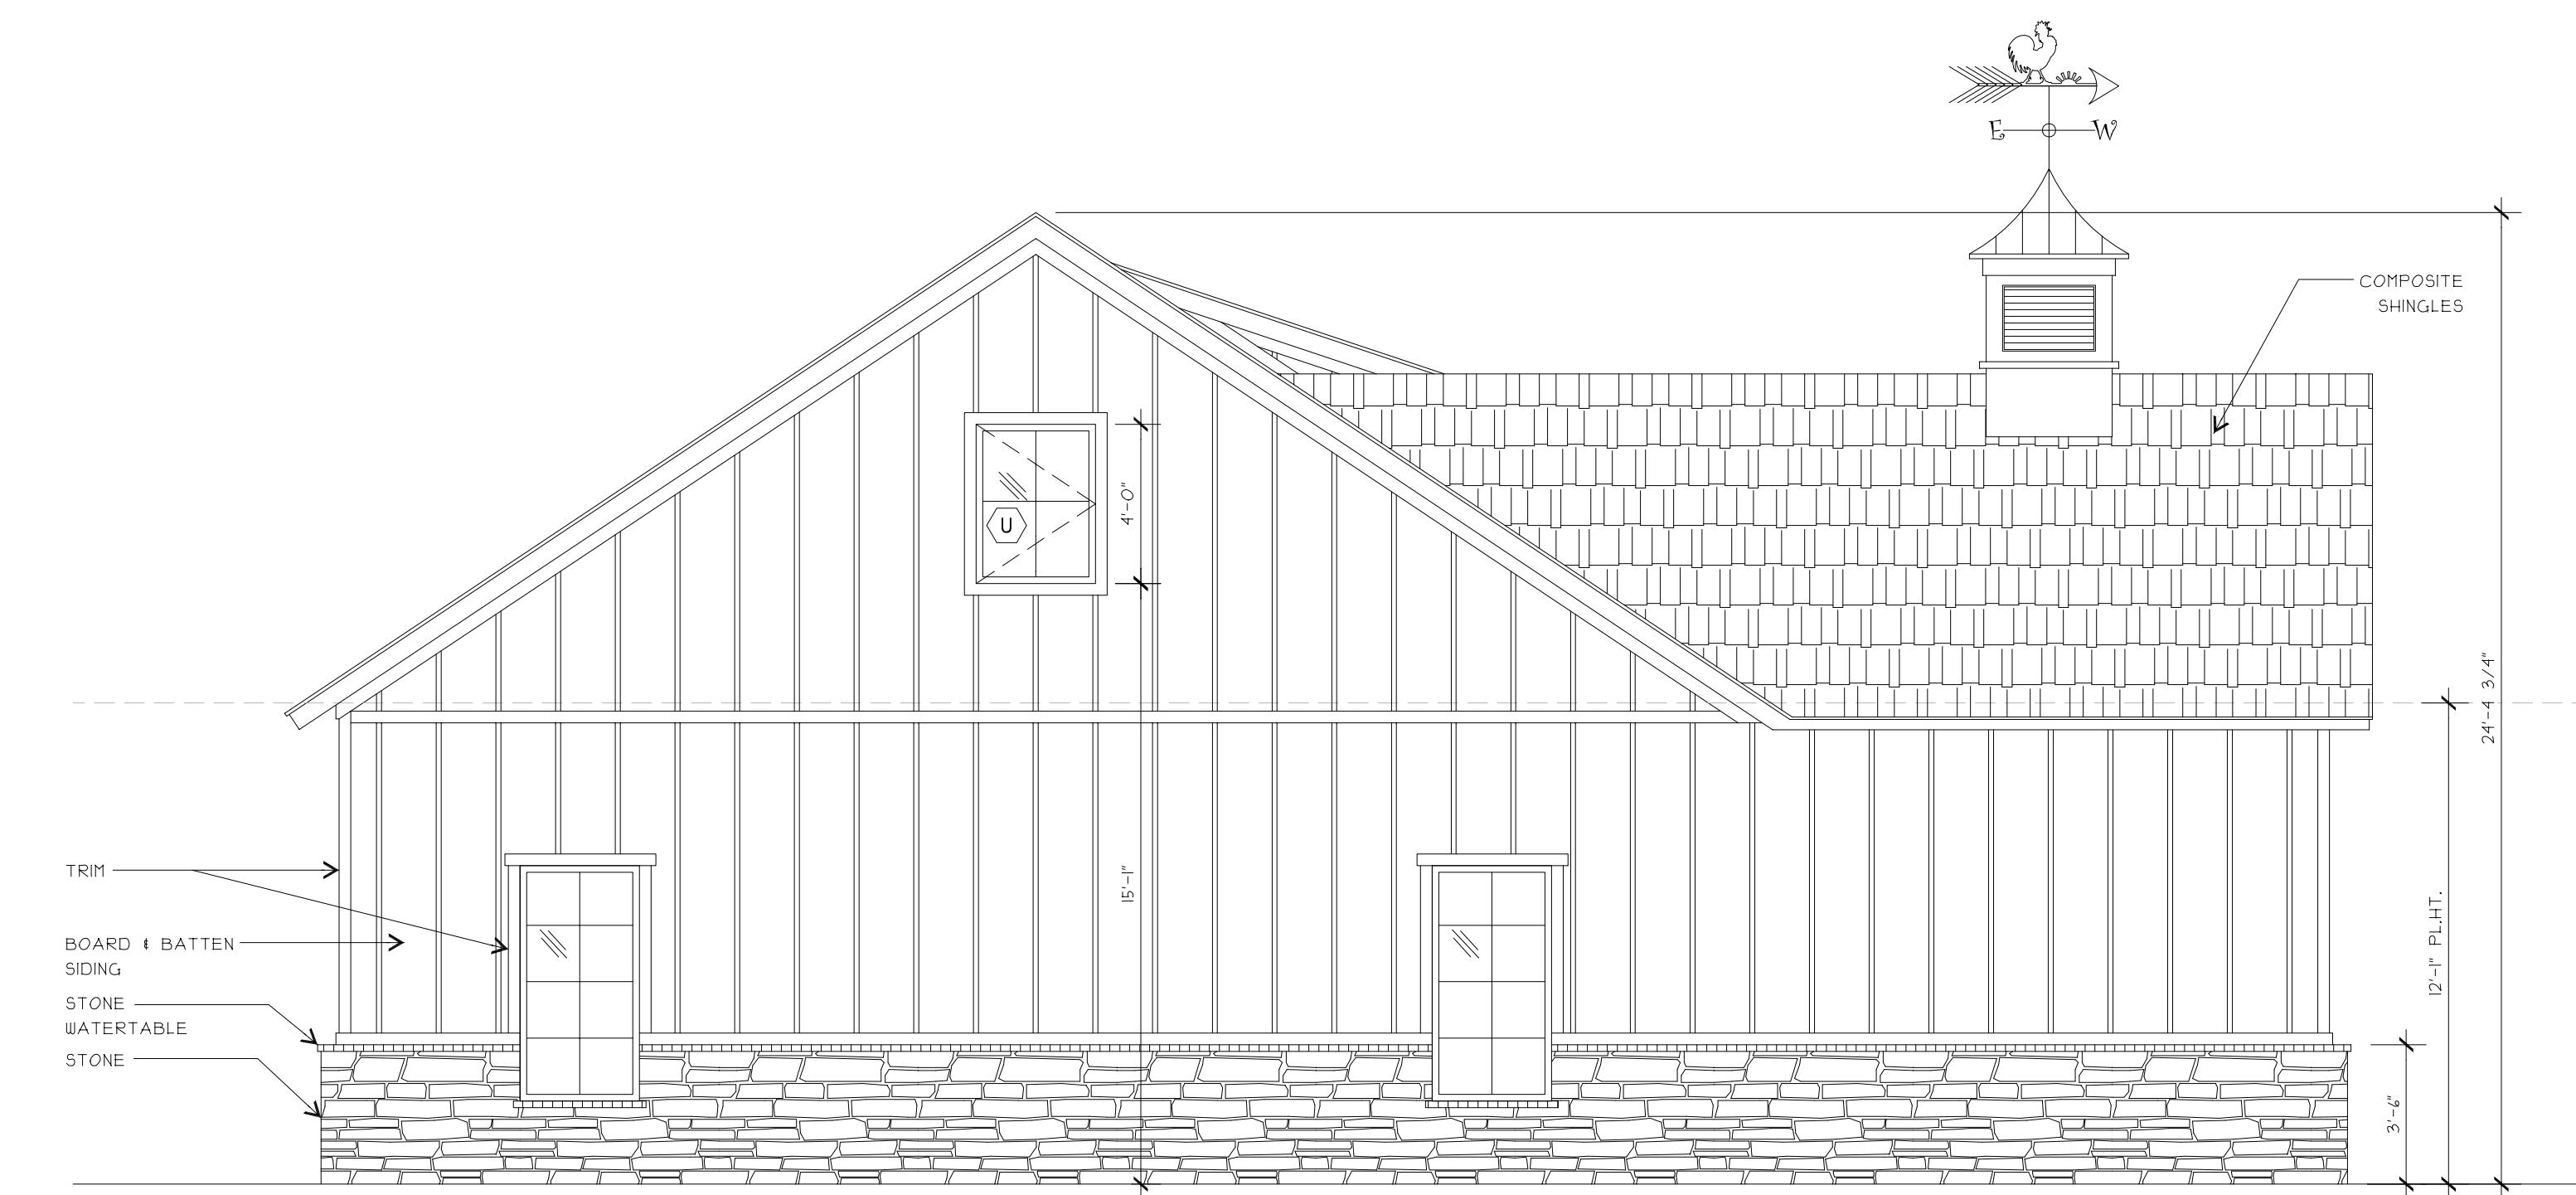 E W
COMPOSITE
SHINGLES
4'-0"
U
24'-4 3/4"
TRIM
15'-1"
12'-1" PL.HT.
BOARD & BATTEN
SIDING
STONE
WATERTABLE
STONE
3'-6"